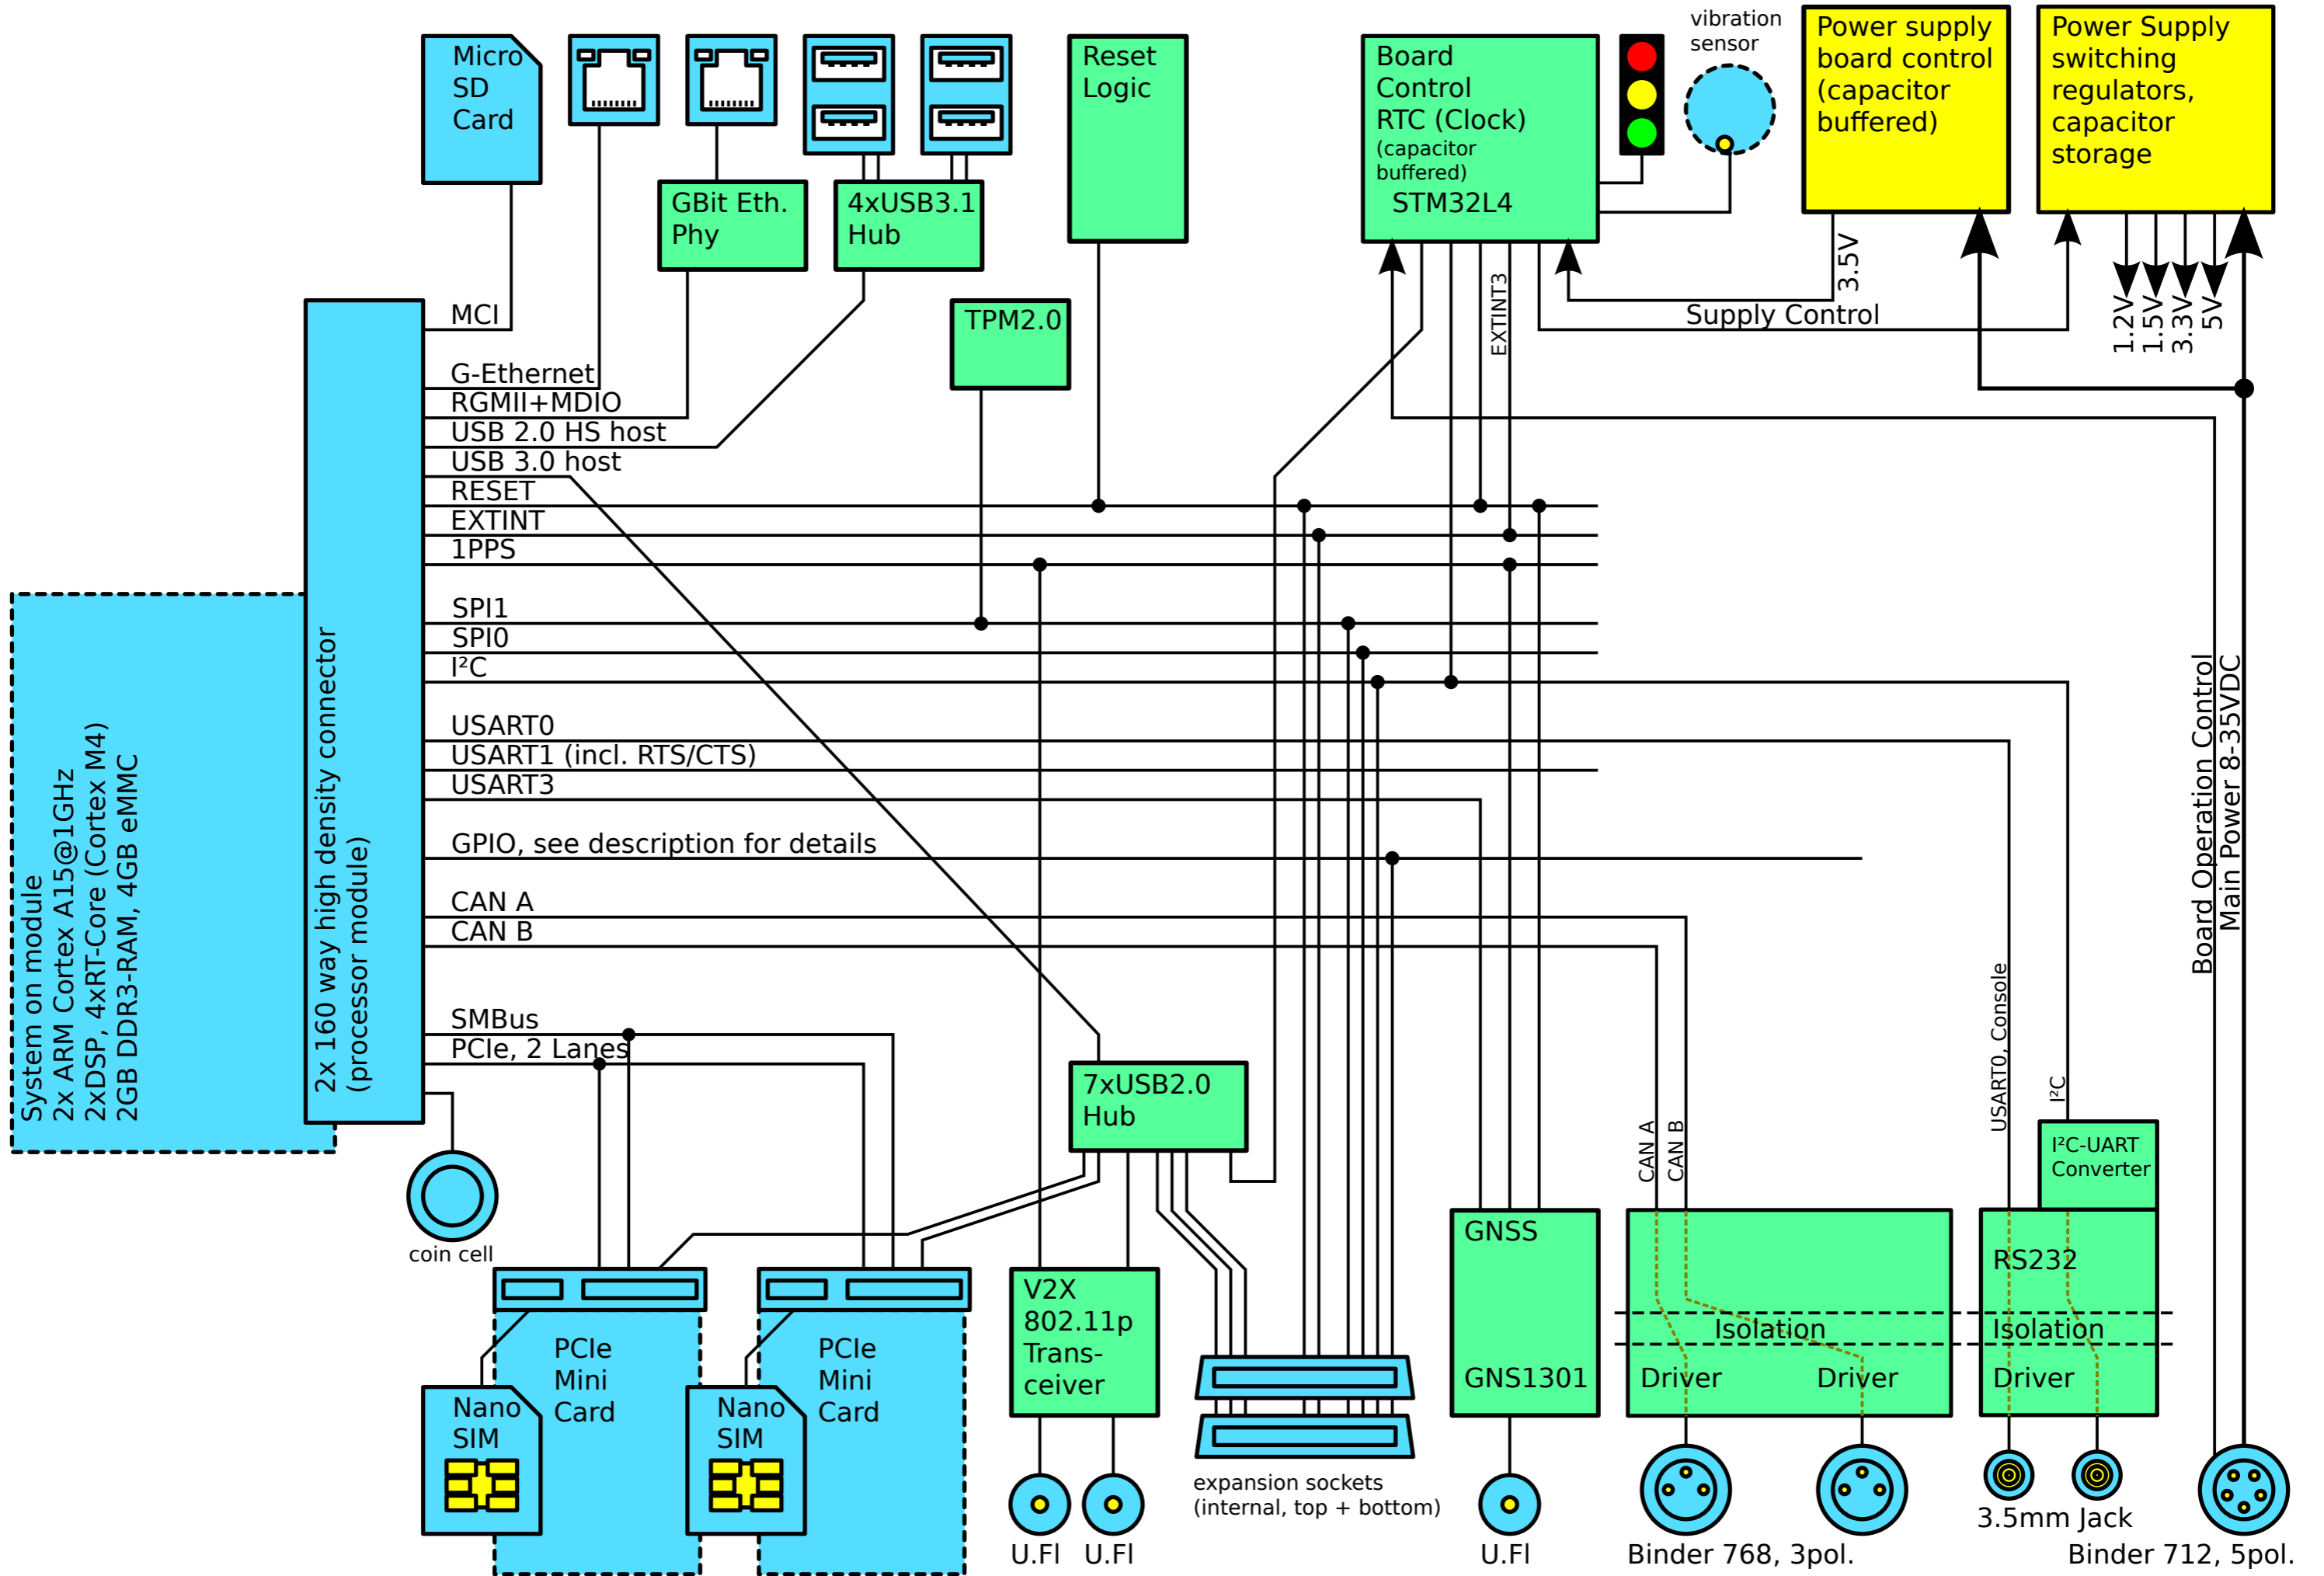 Micro
SD
Card
GBit Eth.
Phy
4xUSB3.1
Hub
Reset
Logic
TPM2.0
Board
Control
RTC (Clock)
(capacitor
buffered)
STM32L4
vibration
sensor
Power supply
board control
(capacitor
buffered)
Power Supply
switching
regulators,
capacitor
storage
3.5V
EXTINT3
Supply Control
1.2V
1.5V
3.3V
5V
MCI
G-Ethernet
RGMII+MDIO
USB 2.0 HS host
USB 3.0 host
RESET
EXTINT
1PPS
SPI1
SPI0
I²C
USART0
USART1 (incl. RTS/CTS)
USART3
GPIO, see description for details
CAN A
CAN B
SMBus
PCIe, 2 Lanes
System on module
2x ARM Cortex A15@1GHz
2xDSP, 4xRT-Core (Cortex M4)
2GB DDR3-RAM, 4GB eMMC
2x 160 way high density connector
(processor module)
Board Operation Control
Main Power 8-35VDC
coin cell
7xUSB2.0
Hub
CAN A
CAN B
USART0, Console
I²C
I²C-UART
Converter
PCIe
Mini
Card
Nano
SIM
PCIe
Mini
Card
Nano
SIM
V2X
802.11p
Trans-
ceiver
U.Fl
U.Fl
expansion sockets
(internal, top + bottom)
GNSS
GNS1301
U.Fl
Isolation
Driver
Driver
Binder 768, 3pol.
RS232
Isolation
Driver
3.5mm Jack
Binder 712, 5pol.